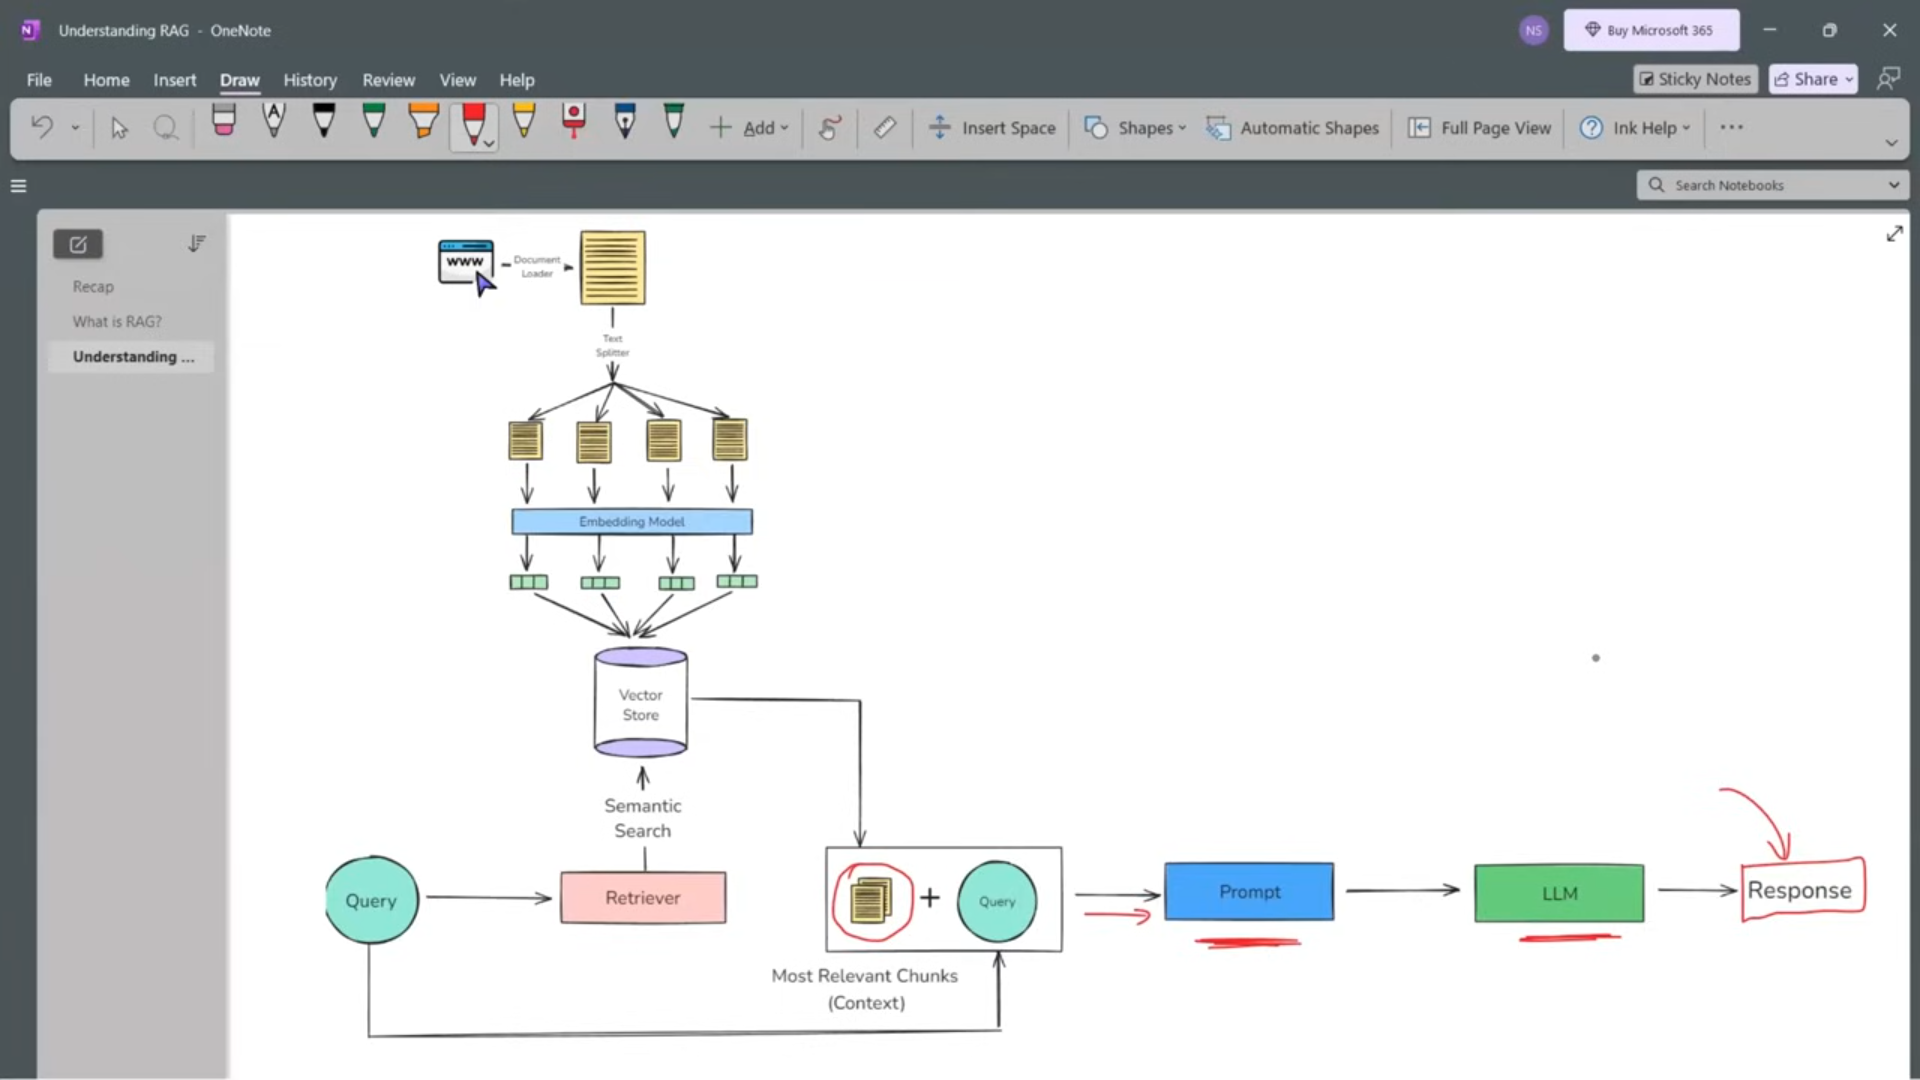 Understanding RAG - OneNote
NS
Buy Microsoft 365
File Home Insert Draw History Review View Help
Sticky Notes
Share
A
Add
Insert Space
Shapes
Automatic Shapes
Full Page View
Ink Help
Search Notebooks
Recap
What is RAG?
Understanding ...
www
Document
Loader
Text
Splitter
Embedding Model
Vector
Store
Semantic
Search
Query
Retriever
+
Query
Prompt
LLM
Response
Most Relevant Chunks
(Context)